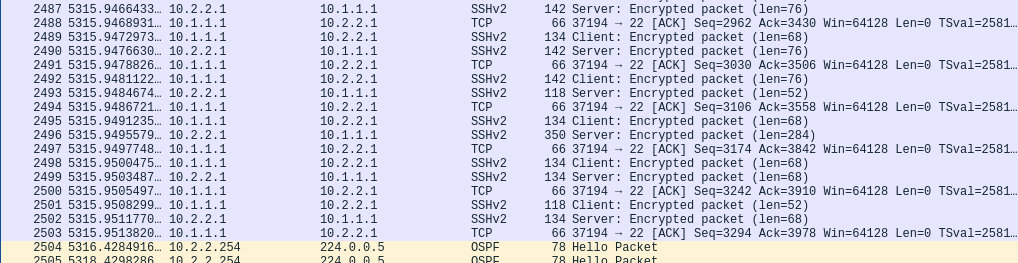 2487 5315.9466433… 10.2.2.1 10.1.1.1 SSHv2 142 Server: Encrypted packet (len=76)
2488 5315.9468931… 10.1.1.1 10.2.2.1 TCP 66 37194 → 22 [ACK] Seq=2962 Ack=3430 Win=64128 Len=0 TSval=2581…
2489 5315.9472973… 10.1.1.1 10.2.2.1 SSHv2 134 Client: Encrypted packet (len=68)
2490 5315.9476630… 10.2.2.1 10.1.1.1 SSHv2 142 Server: Encrypted packet (len=76)
2491 5315.9478826… 10.1.1.1 10.2.2.1 TCP 66 37194 → 22 [ACK] Seq=3030 Ack=3506 Win=64128 Len=0 TSval=2581…
2492 5315.9481122… 10.1.1.1 10.2.2.1 SSHv2 142 Client: Encrypted packet (len=76)
2493 5315.9484674… 10.2.2.1 10.1.1.1 SSHv2 118 Server: Encrypted packet (len=52)
2494 5315.9486721… 10.1.1.1 10.2.2.1 TCP 66 37194 → 22 [ACK] Seq=3106 Ack=3558 Win=64128 Len=0 TSval=2581…
2495 5315.9491235… 10.1.1.1 10.2.2.1 SSHv2 134 Client: Encrypted packet (len=68)
2496 5315.9495579… 10.2.2.1 10.1.1.1 SSHv2 350 Server: Encrypted packet (len=284)
2497 5315.9497748… 10.1.1.1 10.2.2.1 TCP 66 37194 → 22 [ACK] Seq=3174 Ack=3842 Win=64128 Len=0 TSval=2581…
2498 5315.9500475… 10.1.1.1 10.2.2.1 SSHv2 134 Client: Encrypted packet (len=68)
2499 5315.9503487… 10.2.2.1 10.1.1.1 SSHv2 134 Server: Encrypted packet (len=68)
2500 5315.9505497… 10.1.1.1 10.2.2.1 TCP 66 37194 → 22 [ACK] Seq=3242 Ack=3910 Win=64128 Len=0 TSval=2581…
2501 5315.9508299… 10.1.1.1 10.2.2.1 SSHv2 118 Client: Encrypted packet (len=52)
2502 5315.9511770… 10.2.2.1 10.1.1.1 SSHv2 134 Server: Encrypted packet (len=68)
2503 5315.9513820… 10.1.1.1 10.2.2.1 TCP 66 37194 → 22 [ACK] Seq=3294 Ack=3978 Win=64128 Len=0 TSval=2581…
2504 5316.4284916… 10.2.2.254 224.0.0.5 OSPF 78 Hello Packet
2505 5318.4298286… 10.2.2.254 224.0.0.5 OSPF 78 Hello Packet